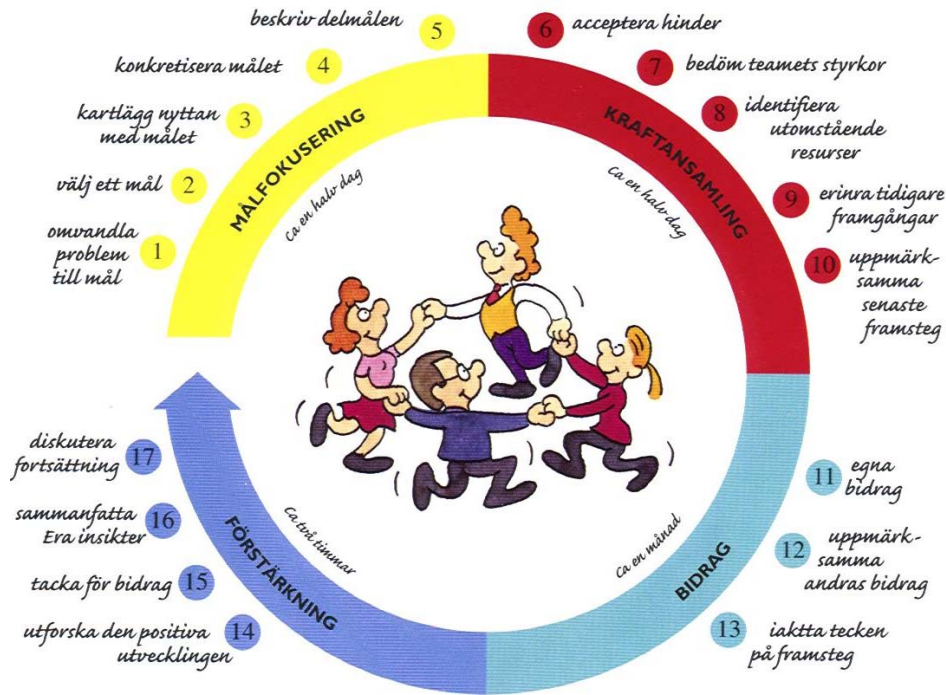 MÅLFOKUSERING
Ca en halv dag
1
omvandla
problem
till mål
2
välj ett mål
3
kartlägg nyttan
med målet
4
konkretisera målet
5
beskriv delmålen
KRAFTANSAMLING
Ca en halv dag
6
acceptera hinder
7
bedöm teamets styrkor
8
identifiera
utomstående
resurser
9
erinra tidigare
framgångar
10
uppmärk-
samma
senaste
framsteg
BIDRAG
Ca en månad
11
egna
bidrag
12
uppmärk-
samma
andras bidrag
13
iaktta tecken
på framsteg
FÖRSTÄRKNING
Ca två timmar
14
utforska den positiva
utvecklingen
15
tacka för bidrag
16
sammanfatta
Era insikter
17
diskutera
fortsättning